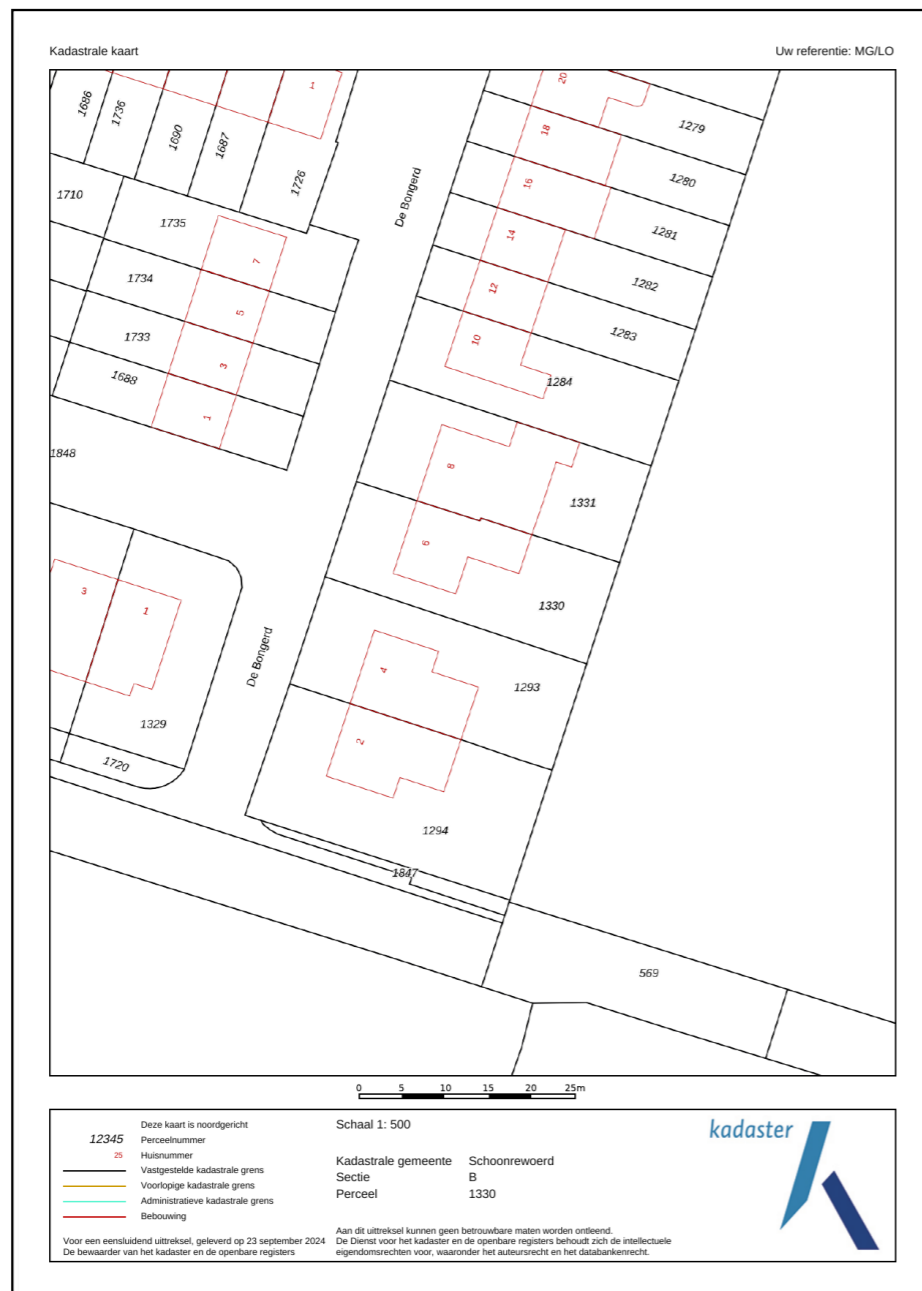 Kadastrale kaart
Uw referentie: MG/LO
1686
1736
1690
1687
1
1726
De Bongerd
20
18
1279
1280
16
1281
14
1282
12
1283
10
1284
1710
1735
7
1734
5
1733
3
1688
1
1848
8
1331
6
1330
3
1
De Bongerd
4
1293
1329
2
1720
1294
1847
569
0 5 10 15 20 25m
Deze kaart is noordgericht
12345 Perceelnummer
25 Huisnummer
Vastgestelde kadastrale grens
Voorlopige kadastrale grens
Administratieve kadastrale grens
Bebouwing
Voor een eensluidend uittreksel, geleverd op 23 september 2024
De bewaarder van het kadaster en de openbare registers
Schaal 1: 500
Kadastrale gemeente Schoonrewoerd
Sectie B
Perceel 1330
Aan dit uittreksel kunnen geen betrouwbare maten worden ontleend.
De Dienst voor het kadaster en de openbare registers behoudt zich de intellectuele
eigendomsrechten voor, waaronder het auteursrecht en het databankenrecht.
kadaster